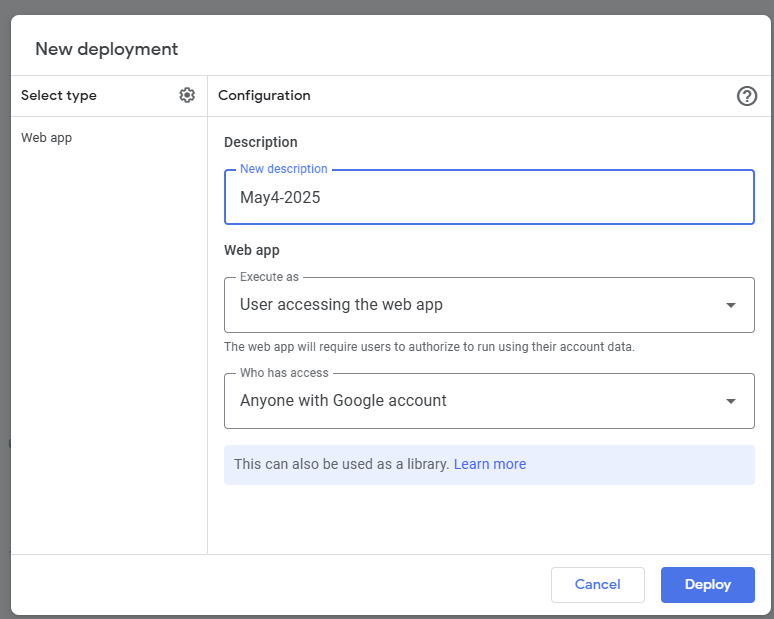 New deployment
Select type
Configuration
Web app
Description
New description
May4-2025
Web app
Execute as
User accessing the web app
The web app will require users to authorize to run using their account data.
Who has access
Anyone with Google account
This can also be used as a library. Learn more
Cancel
Deploy